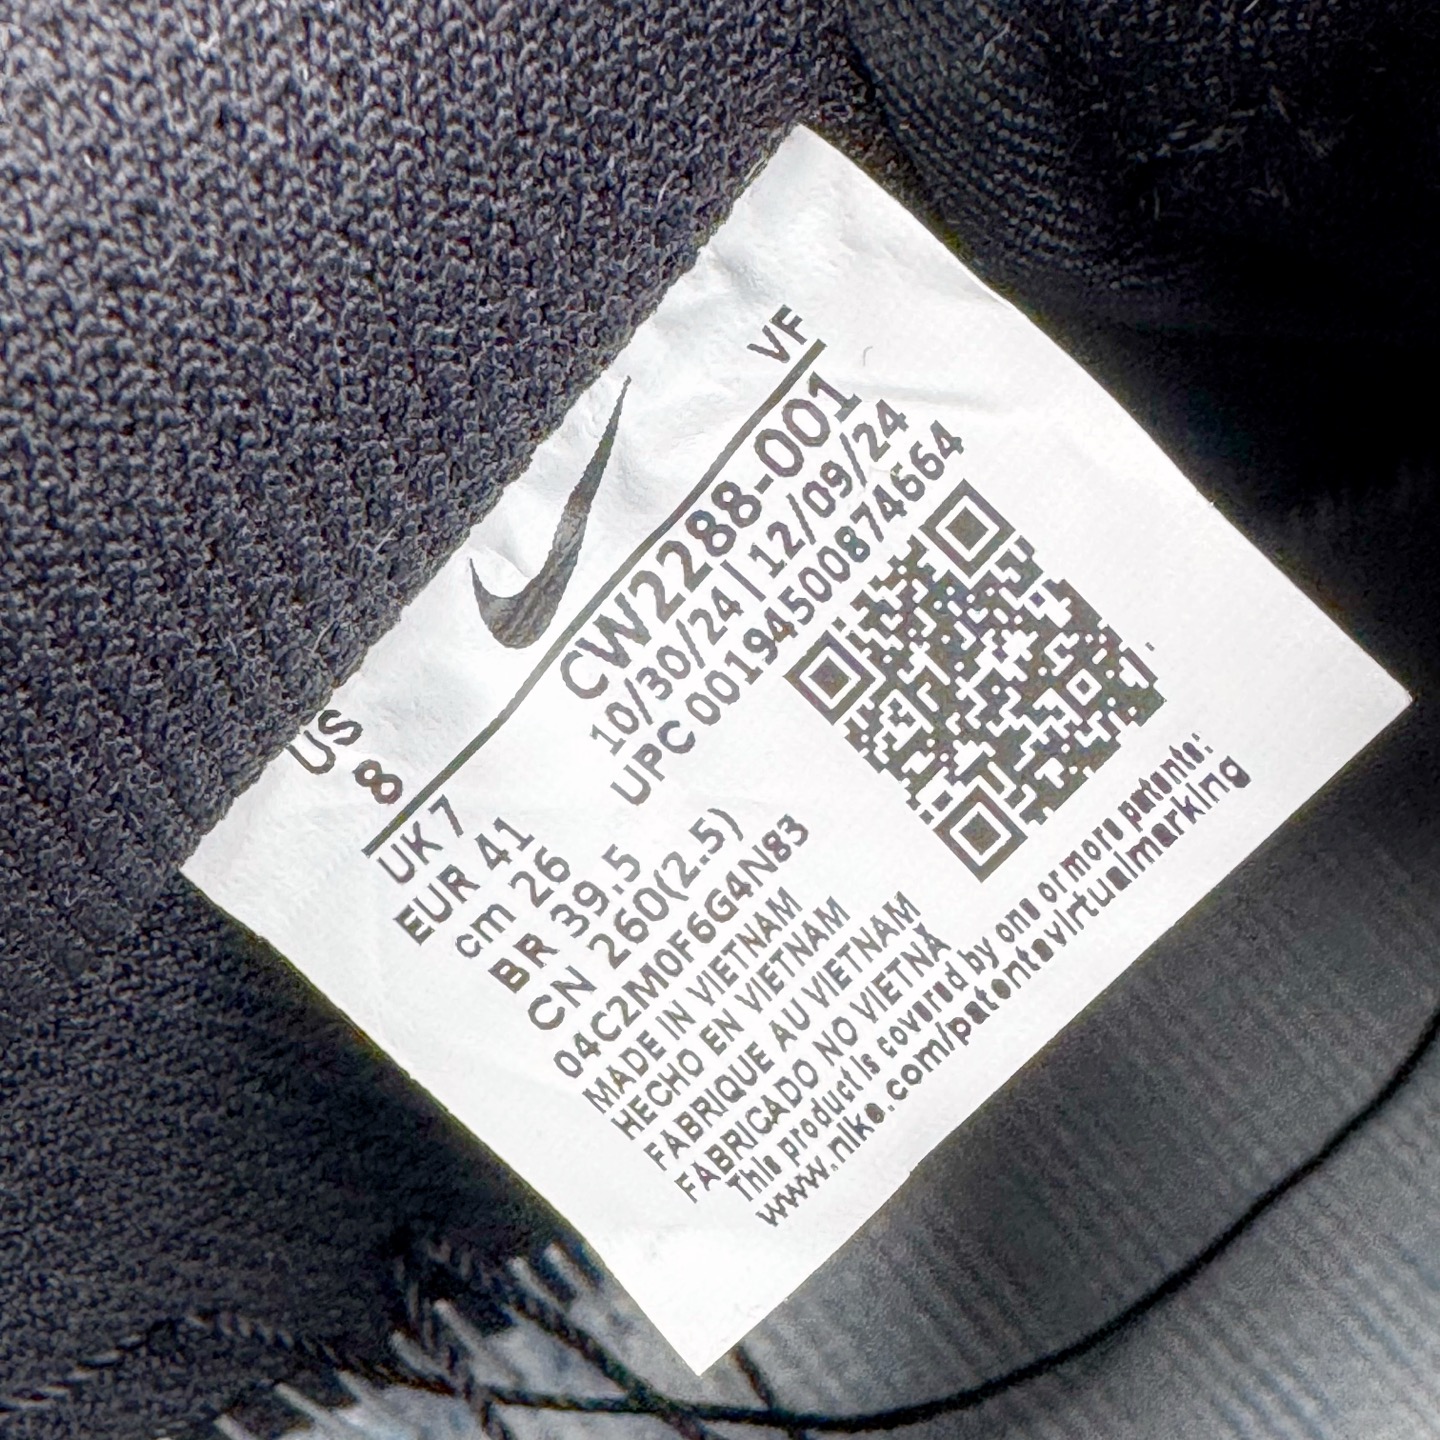 US
8
VF
UK 7
EUR 41
cm 26
BR 39.5
CN 260(2.5)
CW2288-001
10/30/24|12/09/24
UPC 00194500874664
04C2M0F6G4N83
MADE IN VIETNAM
HECHO EN VIETNAM
FABRIQUE AU VIETNAM
FABRICADO NO VIETNÃ
This product is covered by one or more patents:
www.nike.com/patentsvirtualmarking